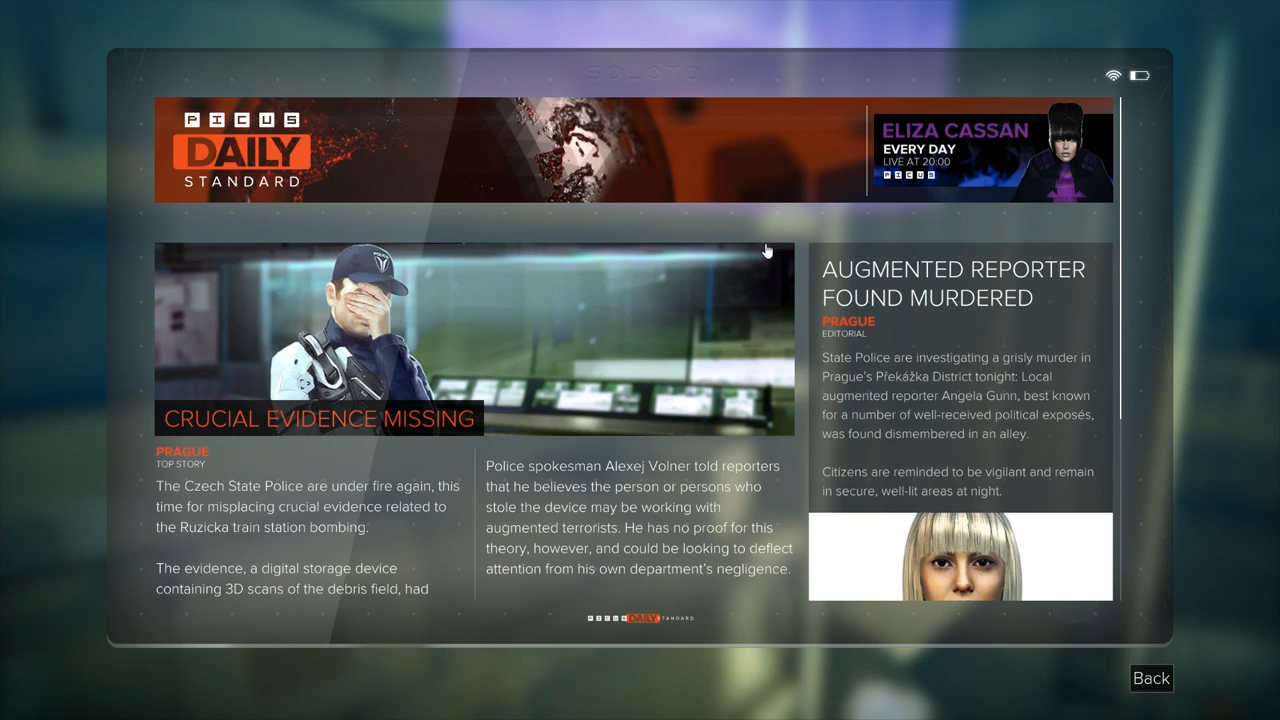 SOLOTO
PICUS
DAILY
STANDARD
ELIZA CASSAN
EVERY DAY
LIVE AT 20:00
PICUS
POLICE
CRUCIAL EVIDENCE MISSING
PRAGUE
TOP STORY
The Czech State Police are under fire again, this
time for misplacing crucial evidence related to
the Ruzicka train station bombing.
The evidence, a digital storage device
containing 3D scans of the debris field, had
Police spokesman Alexej Volner told reporters
that he believes the person or persons who
stole the device may be working with
augmented terrorists. He has no proof for this
theory, however, and could be looking to deflect
attention from his own department's negligence.
AUGMENTED REPORTER
FOUND MURDERED
PRAGUE
EDITORIAL
State Police are investigating a grisly murder in
Prague's Překážka District tonight: Local
augmented reporter Angela Gunn, best known
for a number of well-received political exposés,
was found dismembered in an alley.
Citizens are reminded to be vigilant and remain
in secure, well-lit areas at night.
PICUS DAILY STANDARD
Back